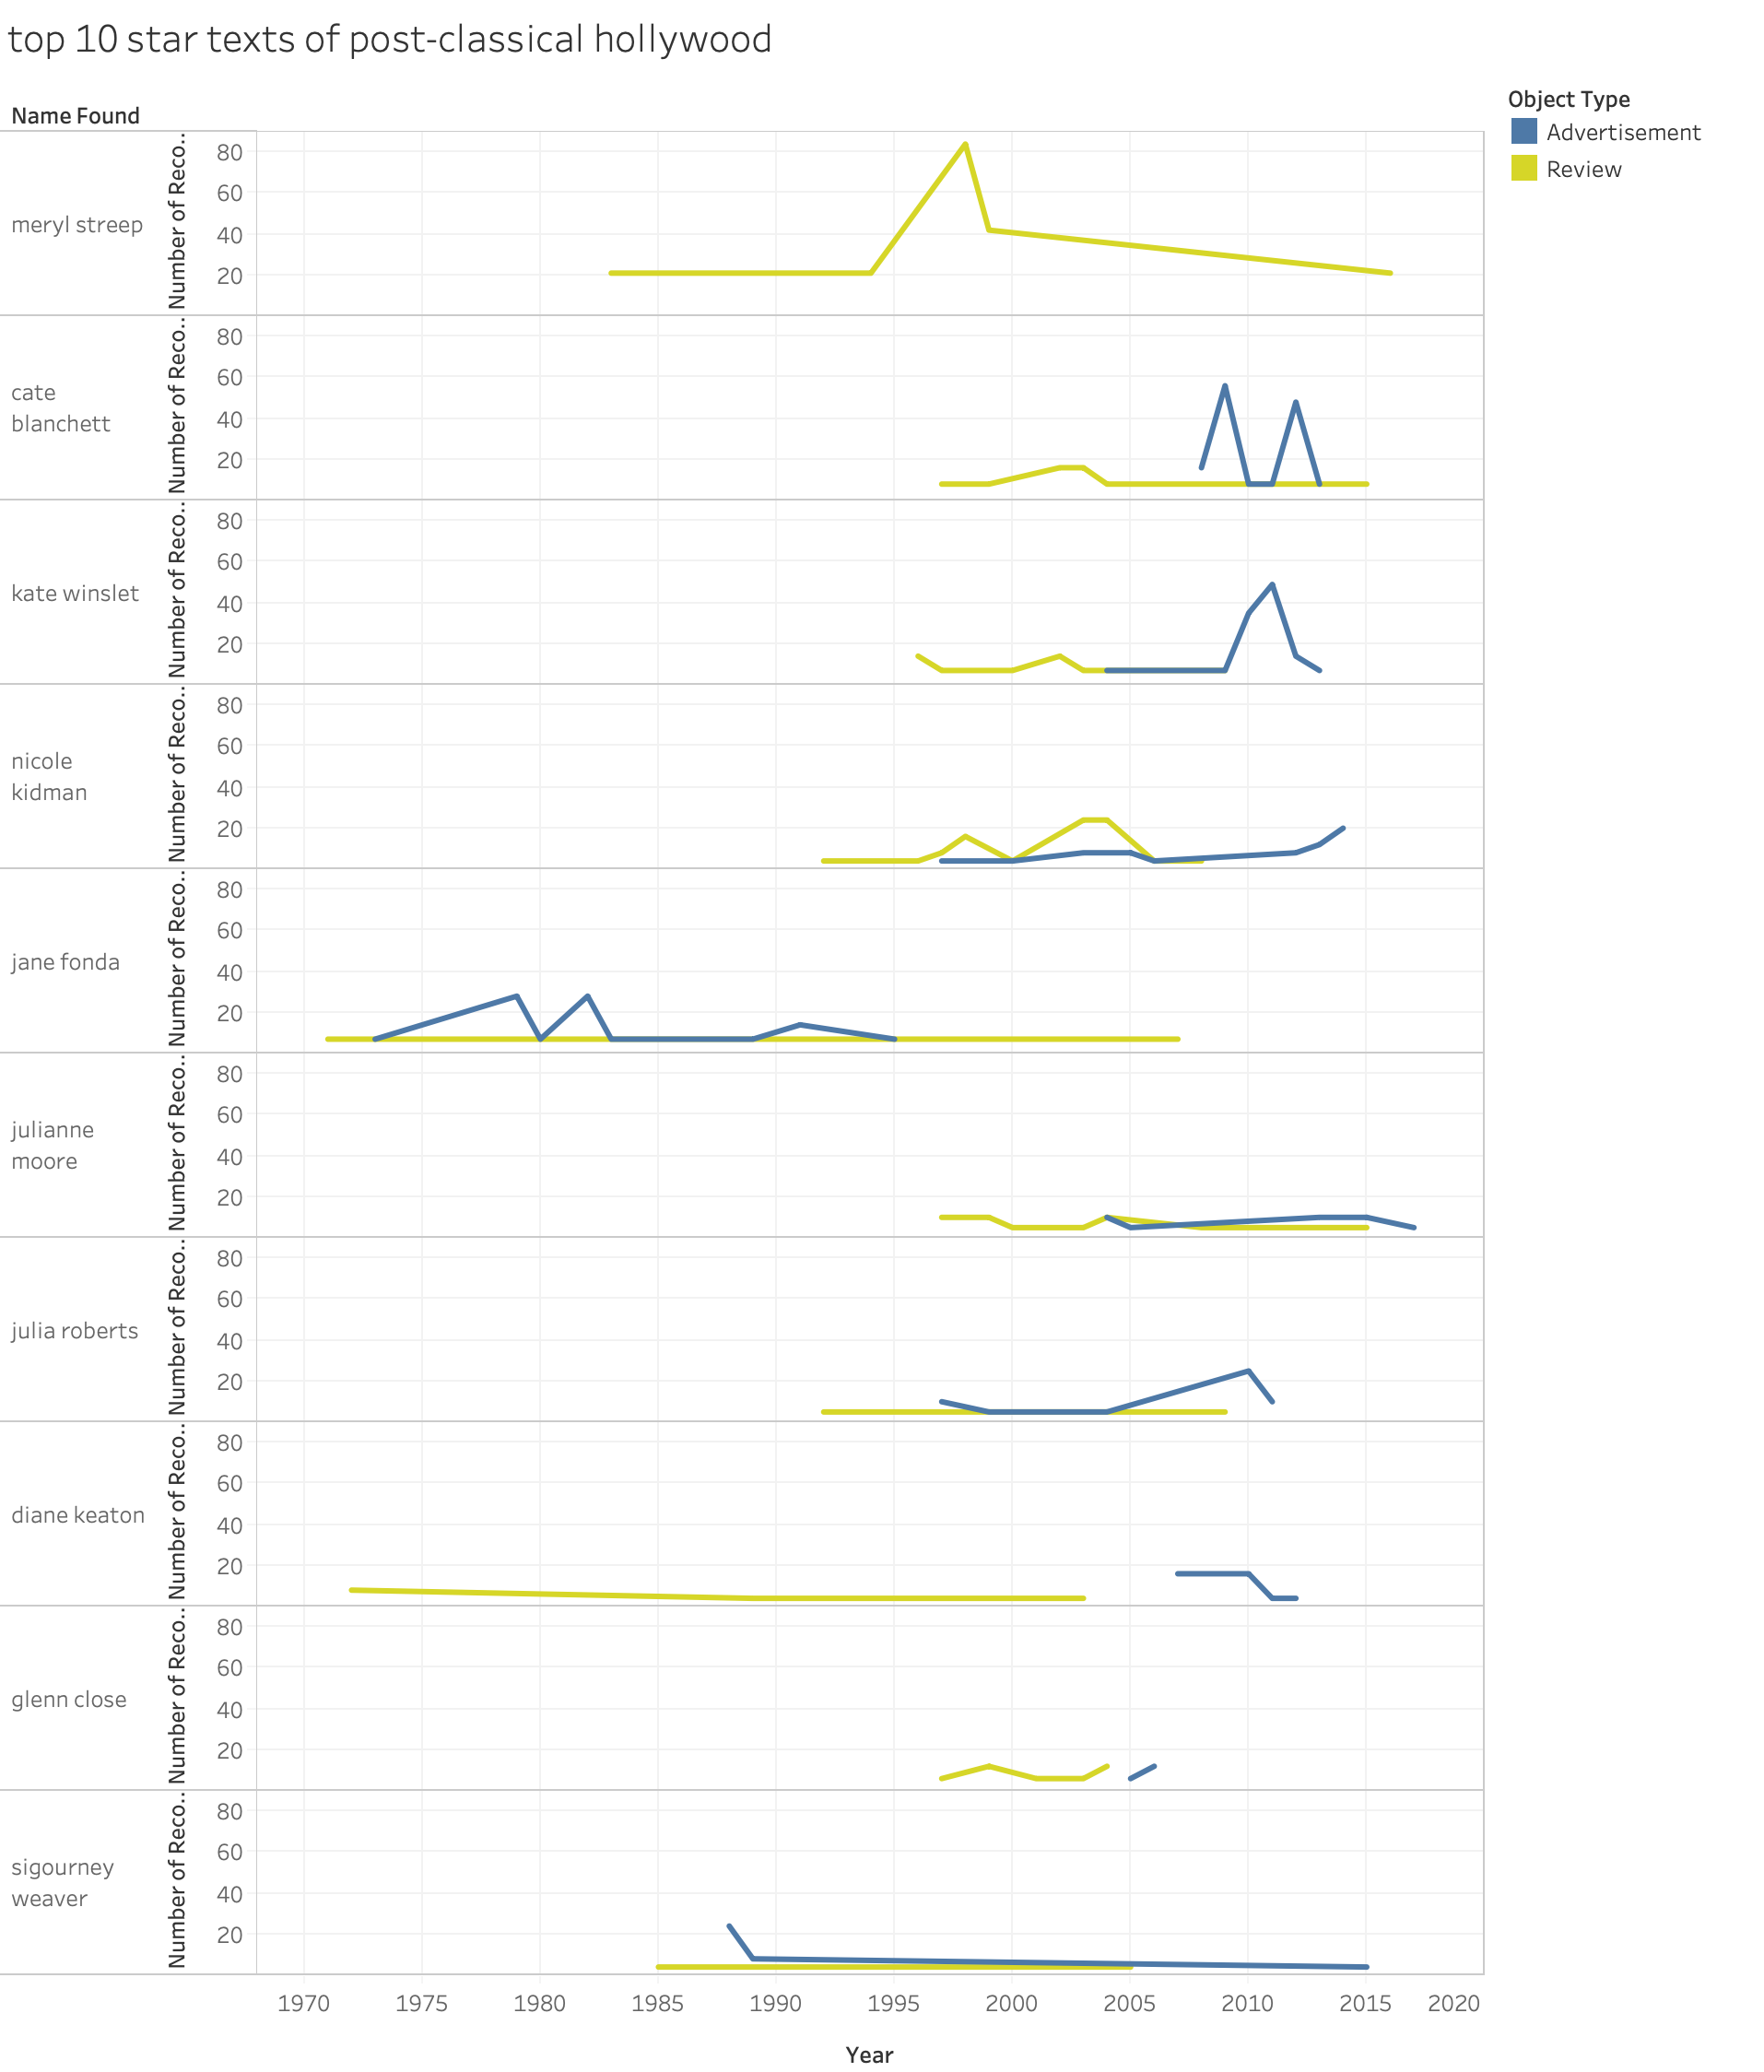 top 10 star texts of post-classical hollywood
Name Found
Object Type
Advertisement
Review
meryl streep
Number of Reco..
80
60
40
20
cate
blanchett
Number of Reco..
80
60
40
20
kate winslet
Number of Reco..
80
60
40
20
nicole
kidman
Number of Reco..
80
60
40
20
jane fonda
Number of Reco..
80
60
40
20
julianne
moore
Number of Reco..
80
60
40
20
julia roberts
Number of Reco..
80
60
40
20
diane keaton
Number of Reco..
80
60
40
20
glenn close
Number of Reco..
80
60
40
20
sigourney
weaver
Number of Reco..
80
60
40
20
1970 1975 1980 1985 1990 1995 2000 2005 2010 2015 2020
Year